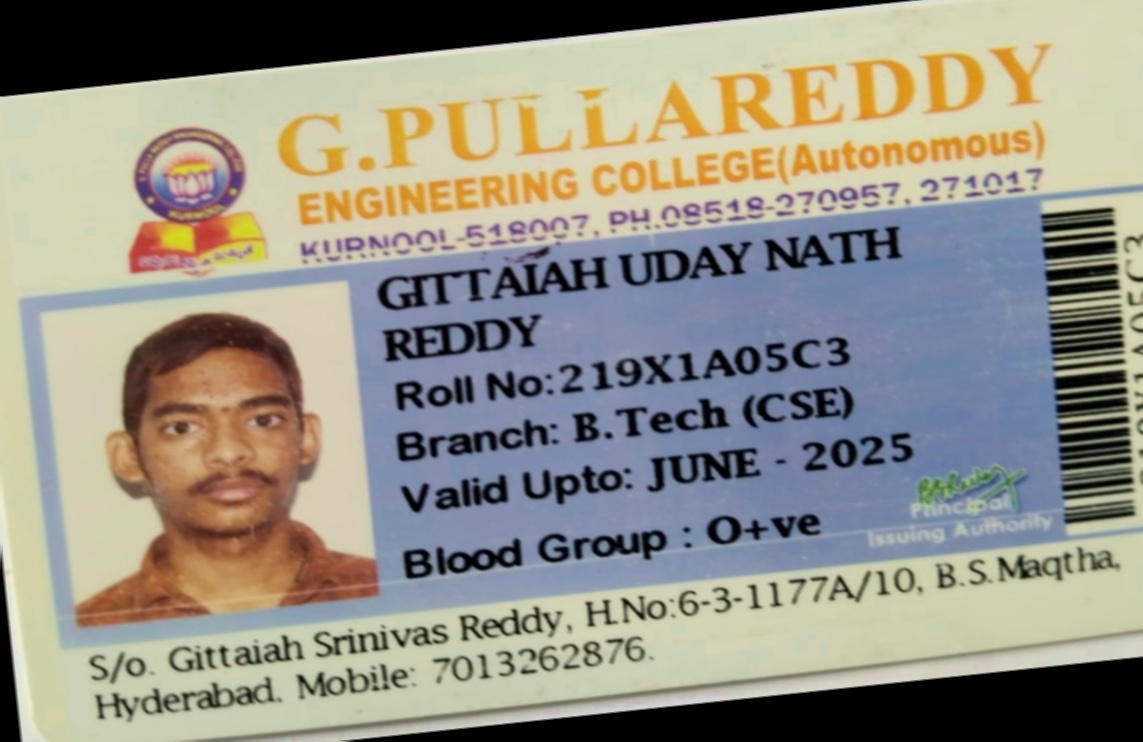 G.PULLAREDDY
ENGINEERING COLLEGE(Autonomous)
KURNOOL-518007, PH.08518-270957, 271017
KURNOOL
GITTAIAH UDAY NATH
REDDY
Roll No:219X1A05C3
Branch: B.Tech (CSE)
Valid Upto: JUNE - 2025
Blood Group : O+ve
Principal
Issuing Authority
S/o. Gittaiah Srinivas Reddy, H.No:6-3-1177A/10, B.S.Maqtha,
Hyderabad. Mobile: 7013262876.